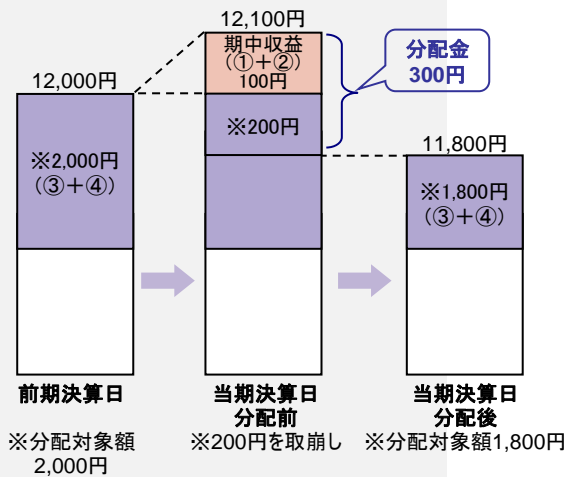 12,100円
期中収益
(①+②)
100円
分配金
300円
12,000円
※200円
11,800円
※2,000円
(③+④)
※1,800円
(③+④)
前期決算日
当期決算日
分配前
当期決算日
分配後
※分配対象額
2,000円
※200円を取崩し
※分配対象額1,800円